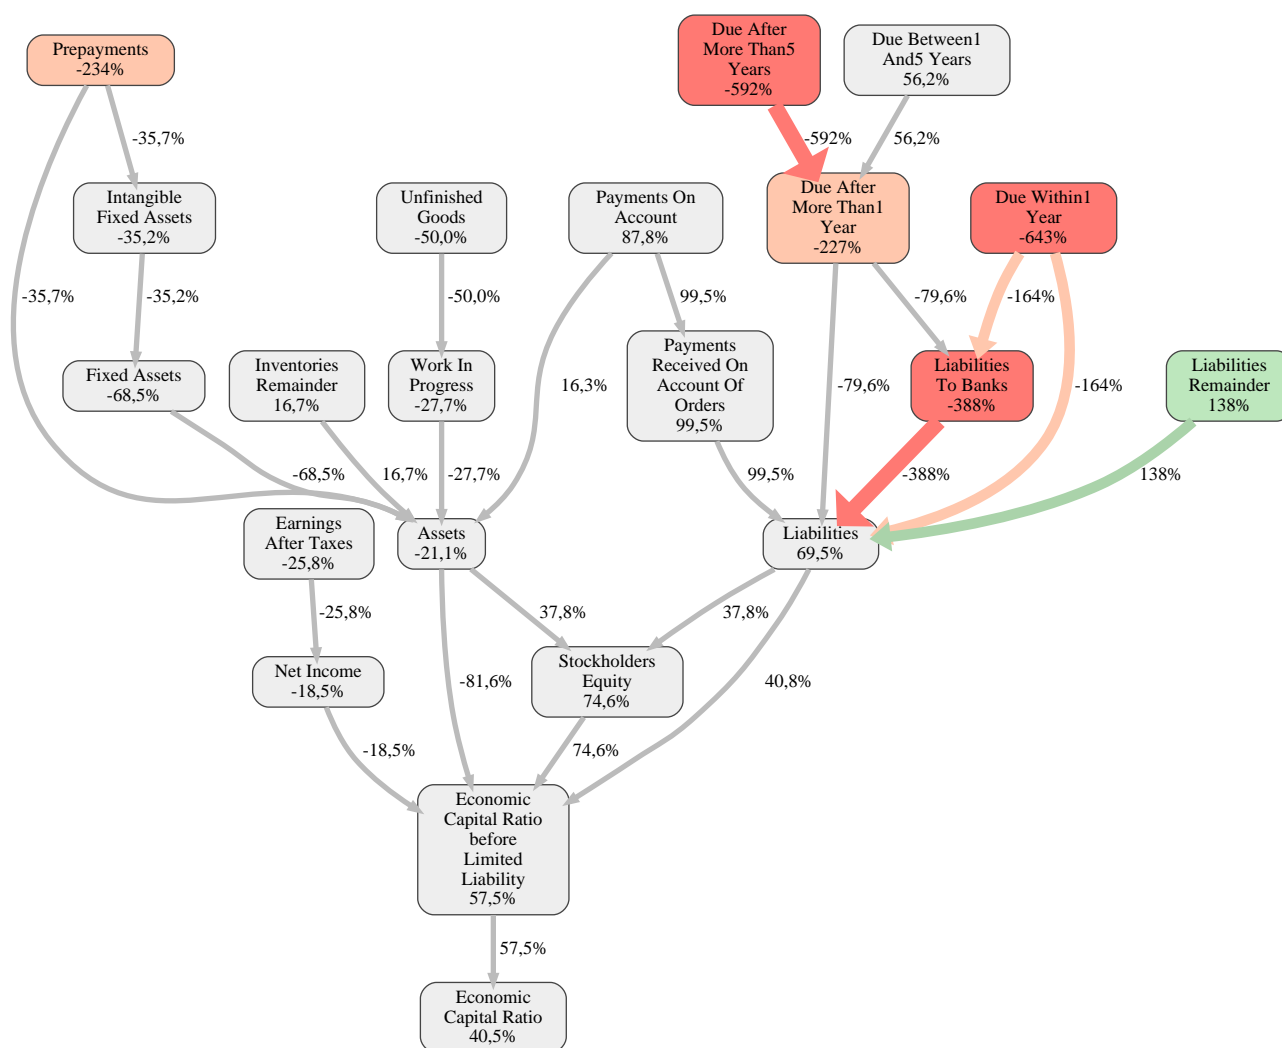 Prepayments
-234%
Due After
More Than5
Years
-592%
Due Between1
And5 Years
56,2%
-35,7%
-592%
56,2%
Intangible
Fixed Assets
-35,2%
Unfinished
Goods
-50,0%
Payments On
Account
87,8%
Due After
More Than1
Year
-227%
Due Within1
Year
-643%
-35,7%
-35,2%
-50,0%
99,5%
-79,6%
-164%
Fixed Assets
-68,5%
Inventories
Remainder
16,7%
Work In
Progress
-27,7%
16,3%
Payments
Received On
Account Of
Orders
99,5%
-79,6%
Liabilities
To Banks
-388%
-164%
Liabilities
Remainder
138%
-68,5%
16,7%
-27,7%
99,5%
-388%
138%
Earnings
After Taxes
-25,8%
Assets
-21,1%
Liabilities
69,5%
-25,8%
37,8%
37,8%
Net Income
-18,5%
-81,6%
Stockholders
Equity
74,6%
40,8%
-18,5%
74,6%
Economic
Capital Ratio
before
Limited
Liability
57,5%
57,5%
Economic
Capital Ratio
40,5%